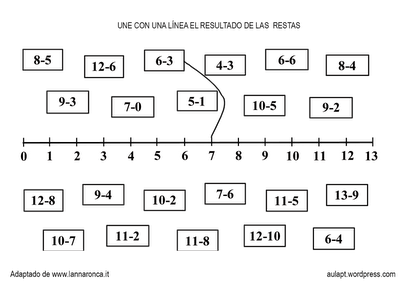 UNE CON UNA LÍNEA EL RESULTADO DE LAS RESTAS
8-5 12-6 6-3 4-3 6-6 8-4
9-3 7-0 5-1 10-5 9-2
0 1 2 3 4 5 6 7 8 9 10 11 12 13
12-8 9-4 10-2 7-6 11-5 13-9
10-7 11-2 11-8 12-10 6-4
Adaptado de www.lannaronca.it aulapt.wordpress.com